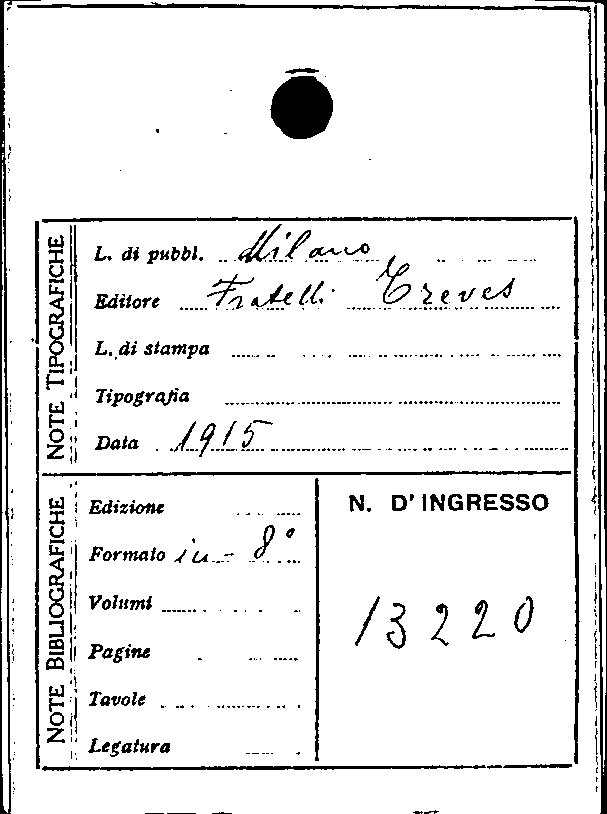 NOTE TIPOGRAFICHE
L. di pubbl. Milano
Editore Fratelli Treves
L. di stampa
Tipografia
Data 1915
NOTE BIBLIOGRAFICHE
Edizione
Formato in-8°
Volumi
Pagine
Tavole
Legatura
N. D'INGRESSO
13220